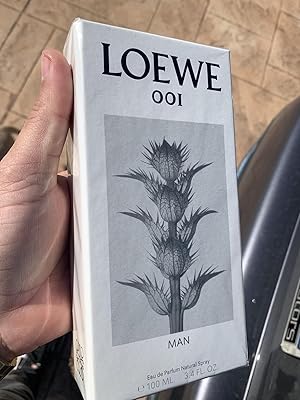 LOEWE
001
MAN
Eau de Parfum Natural Spray
℮ 100 ML 3.4 FL. OZ